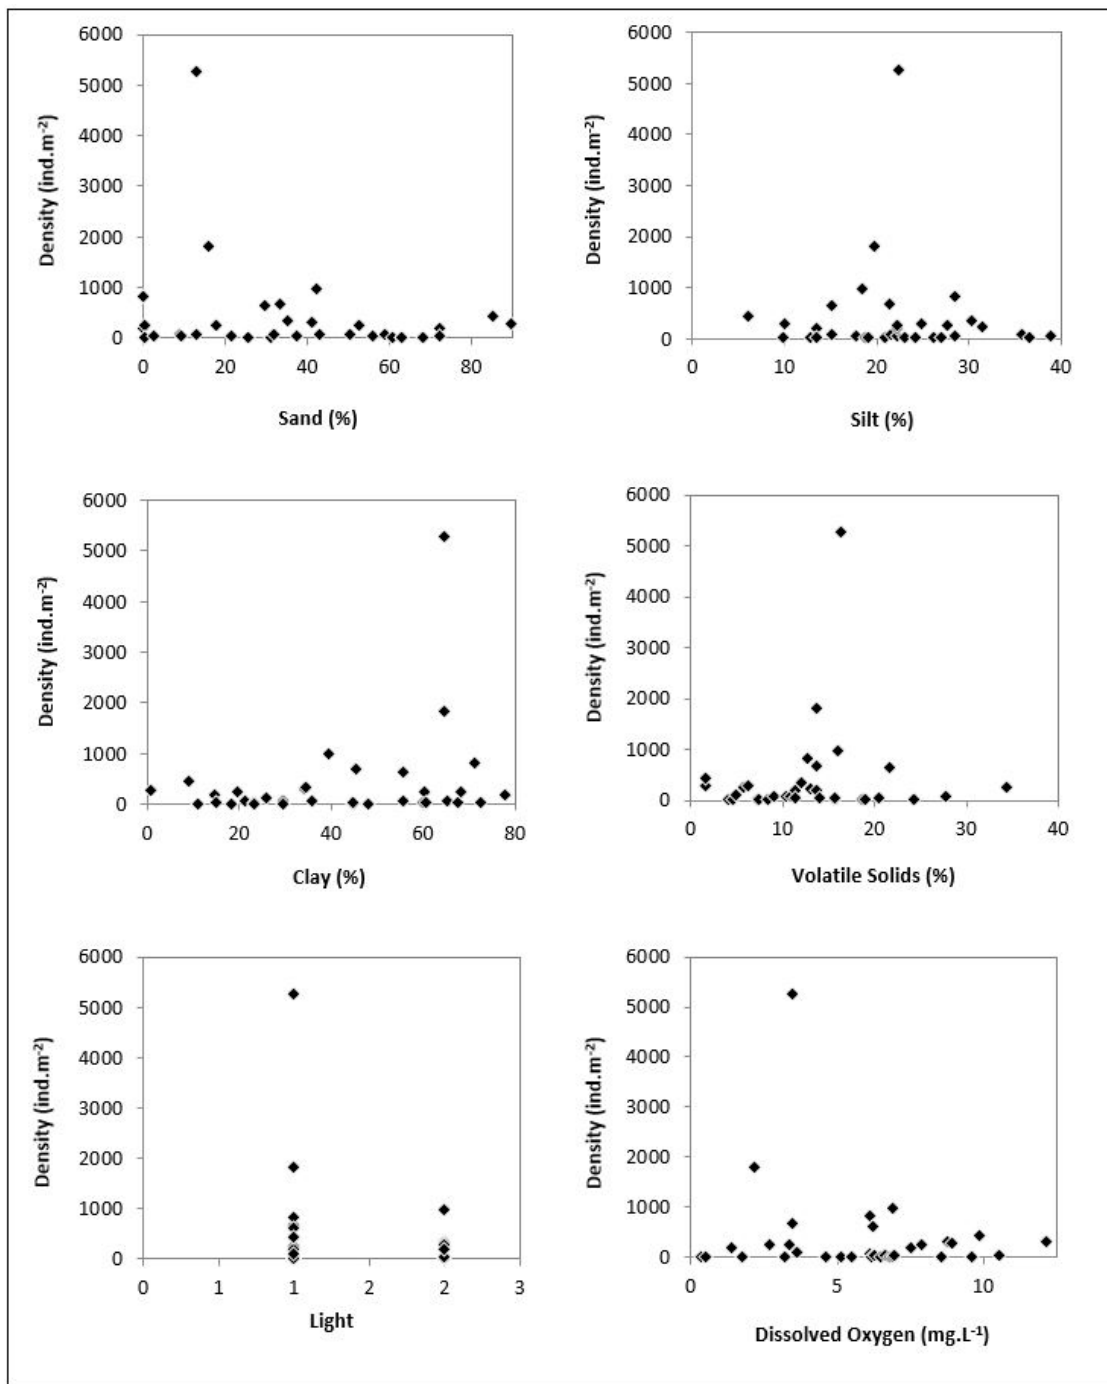 6000 6000
5000 5000
4000 4000
3000 3000
2000 2000
1000 1000
0 0
Density (ind.m⁻²) Density (ind.m⁻²)
0 20 40 60 80 0 10 20 30 40
Sand (%) Silt (%)
6000 6000
5000 5000
4000 4000
3000 3000
2000 2000
1000 1000
0 0
Density (ind.m⁻²) Density (ind.m⁻²)
0 20 40 60 80 0 10 20 30 40
Clay (%) Volatile Solids (%)
6000 6000
5000 5000
4000 4000
3000 3000
2000 2000
1000 1000
0 0
Density (ind.m⁻²) Density (ind.m⁻²)
0 1 1 2 2 3 0 5 10
Light Dissolved Oxygen (mg.L⁻¹)